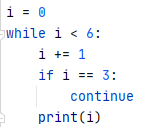 i = 0
while i < 6:
    i += 1
    if i == 3:
        continue
    print(i)